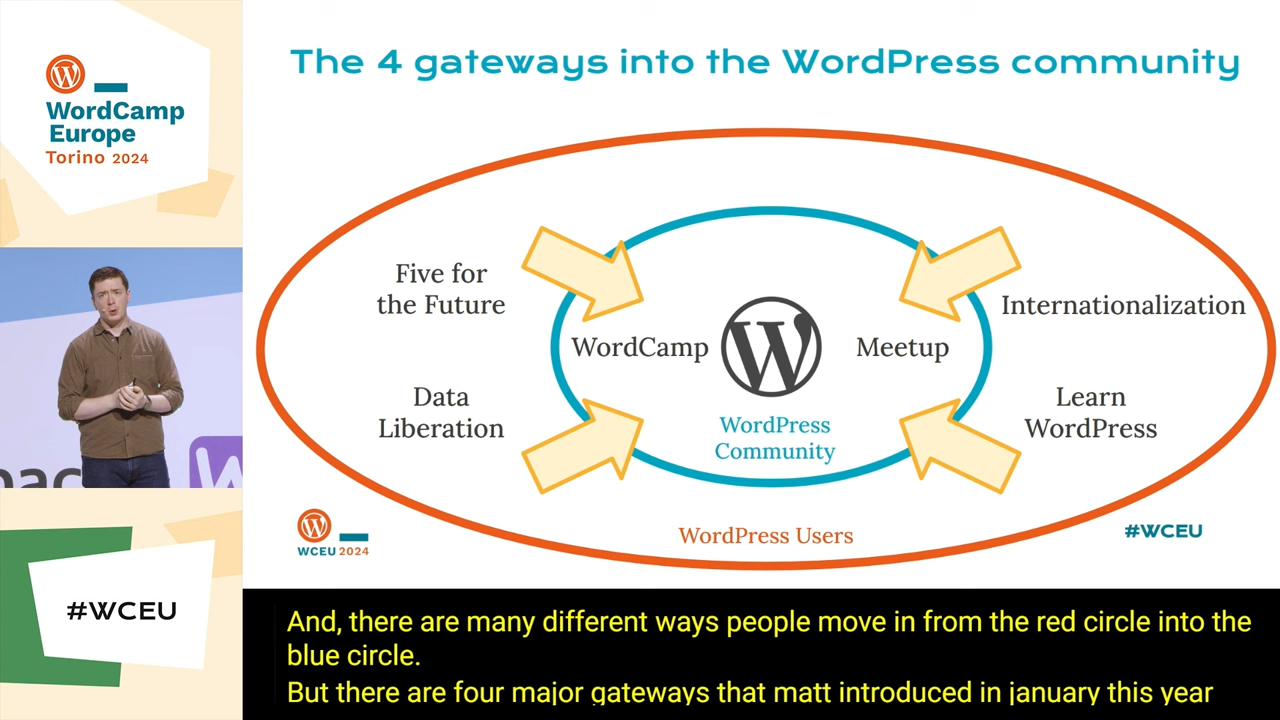 WordCamp
Europe
Torino 2024
#WCEU
The 4 gateways into the WordPress community
Five for
the Future
Internationalization
WordCamp
Meetup
Data
Liberation
Learn
WordPress
WordPress
Community
WordPress Users
WCEU 2024
#WCEU
And, there are many different ways people move in from the red circle into the
blue circle.
But there are four major gateways that matt introduced in january this year